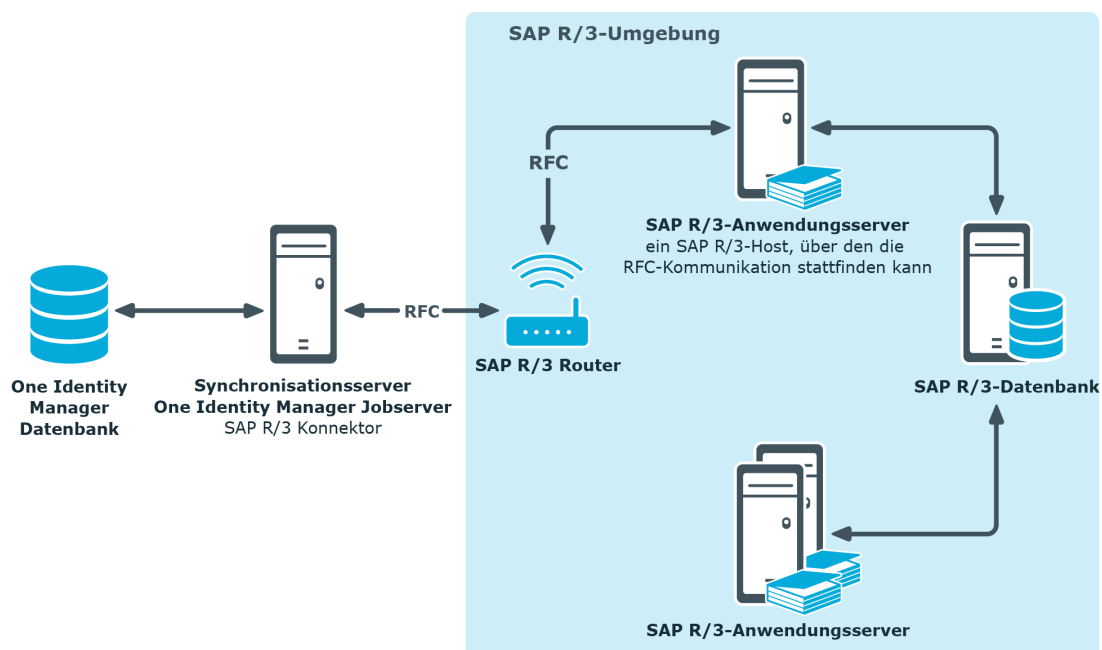 SAP R/3-Umgebung
RFC
SAP R/3-Anwendungsserver
ein SAP R/3-Host, über den die
RFC-Kommunikation stattfinden kann
RFC
SAP R/3 Router
One Identity
Manager
Datenbank
Synchronisationsserver
One Identity Manager Jobserver
SAP R/3 Konnektor
SAP R/3-Datenbank
SAP R/3-Anwendungsserver